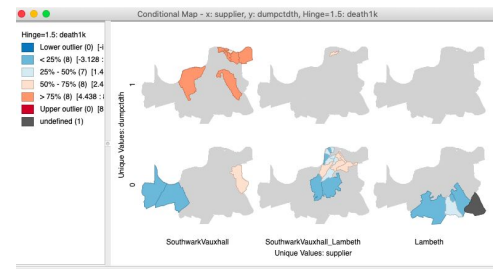 Conditional Map - x: supplier, y: dumpctdth, Hinge=1.5: death1k
Hinge=1.5: death1k
Lower outlier (0) [-i
< 25% (8) [-3.128 :
25% - 50% (7) [1.4
50% - 75% (8) [2.4
> 75% (8) [4.438 :
Upper outlier (0) [8
undefined (1)
Unique Values: dumpctdth
1
0
SouthwarkVauxhall
SouthwarkVauxhall_Lambeth
Lambeth
Unique Values: supplier